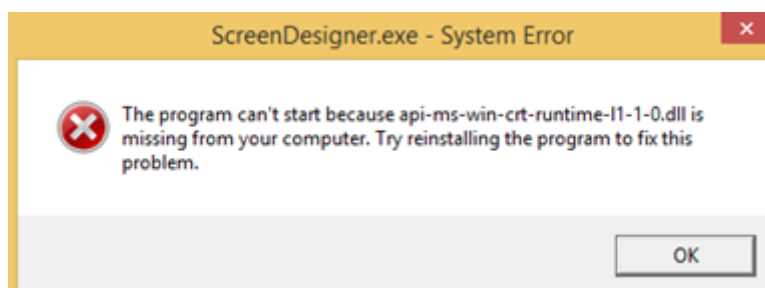 ScreenDesigner.exe - System Error
The program can't start because api-ms-win-crt-runtime-l1-1-0.dll is
missing from your computer. Try reinstalling the program to fix this
problem.
OK